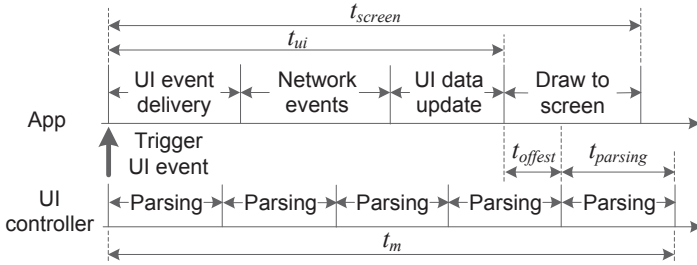 t_screen
t_ui
UI event delivery
Network events
UI data update
Draw to screen
App
Trigger UI event
t_offest
t_parsing
UI controller
Parsing Parsing Parsing Parsing Parsing
t_m